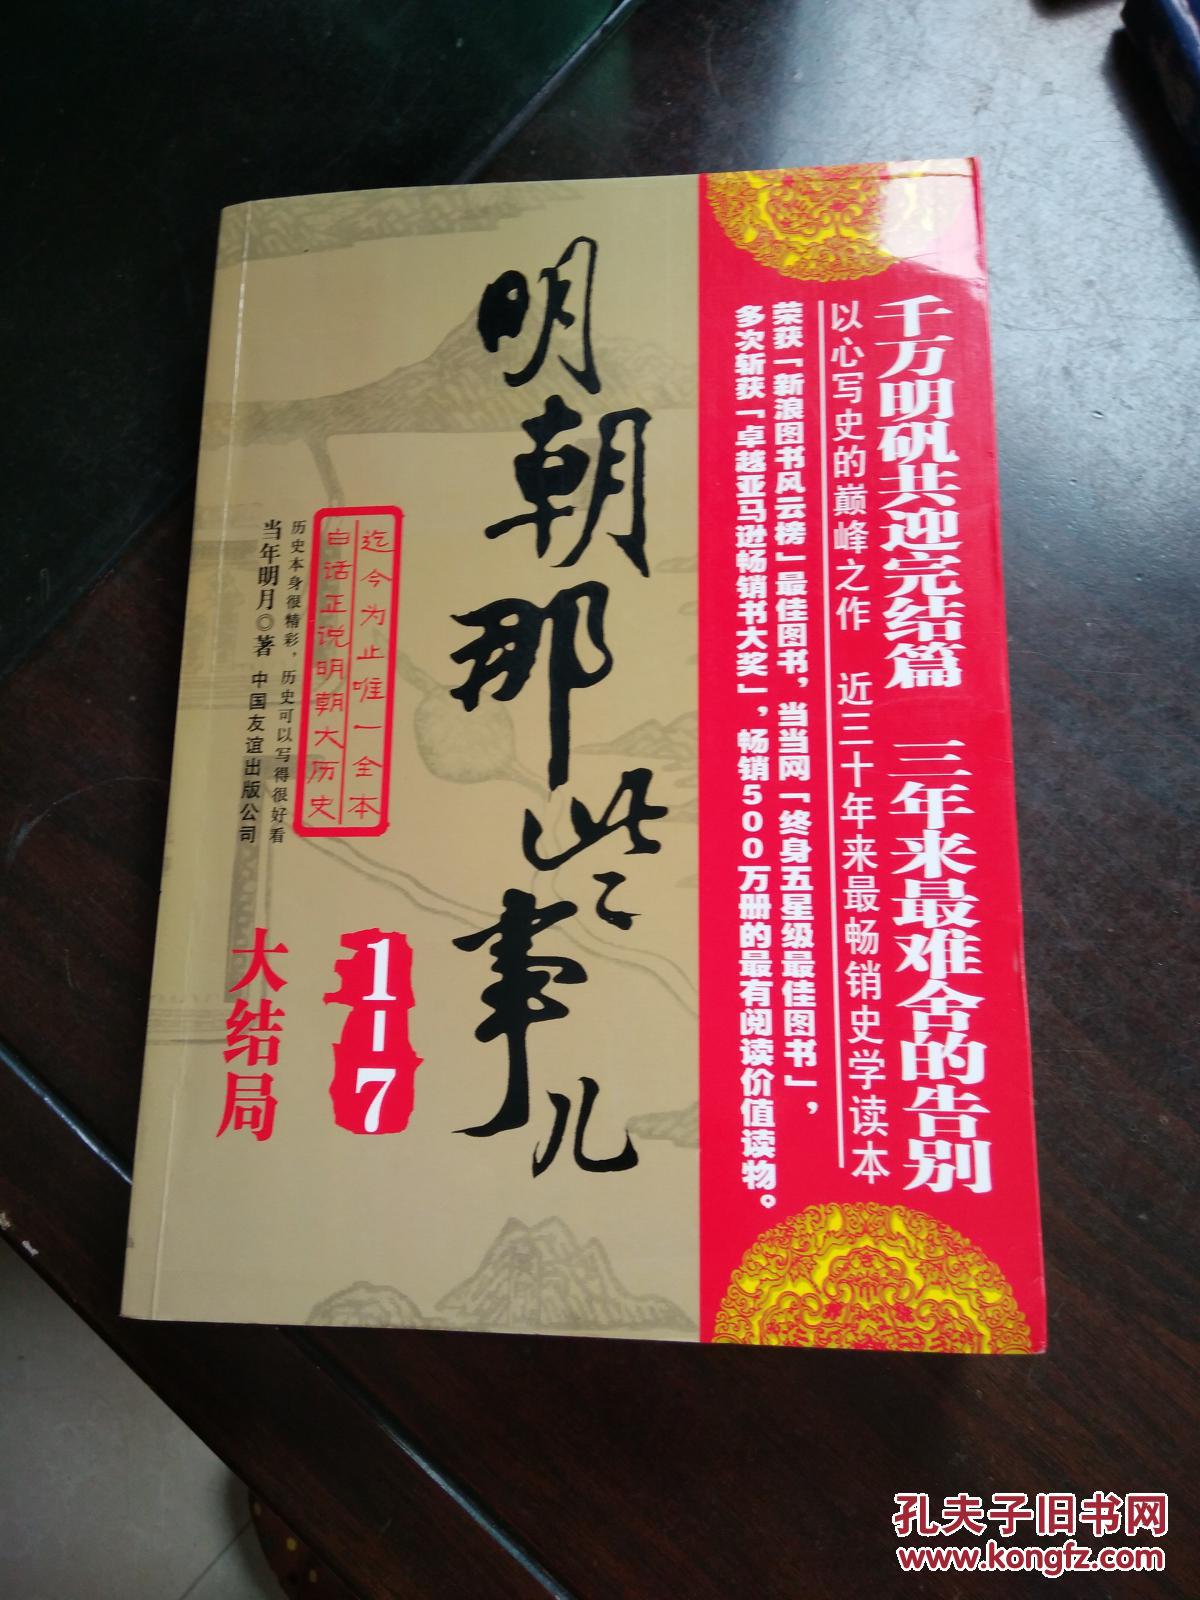 千万明矾共迎完结篇 三年来最难舍的告别
以心写史的巅峰之作 近三十年来最畅销史学读本
荣获「新浪图书风云榜」最佳图书，当当网「终身五星级最佳图书」，
多次斩获「卓越亚马逊畅销书大奖」，畅销500万册的最有阅读价值读物。
明朝那些事儿
1-7
大结局
迄今为止唯一全本
白话正说明朝大历史
历史本身很精彩，历史可以写得很好看
当年明月◎著 中国友谊出版公司
孔夫子旧书网
www.kongfz.com